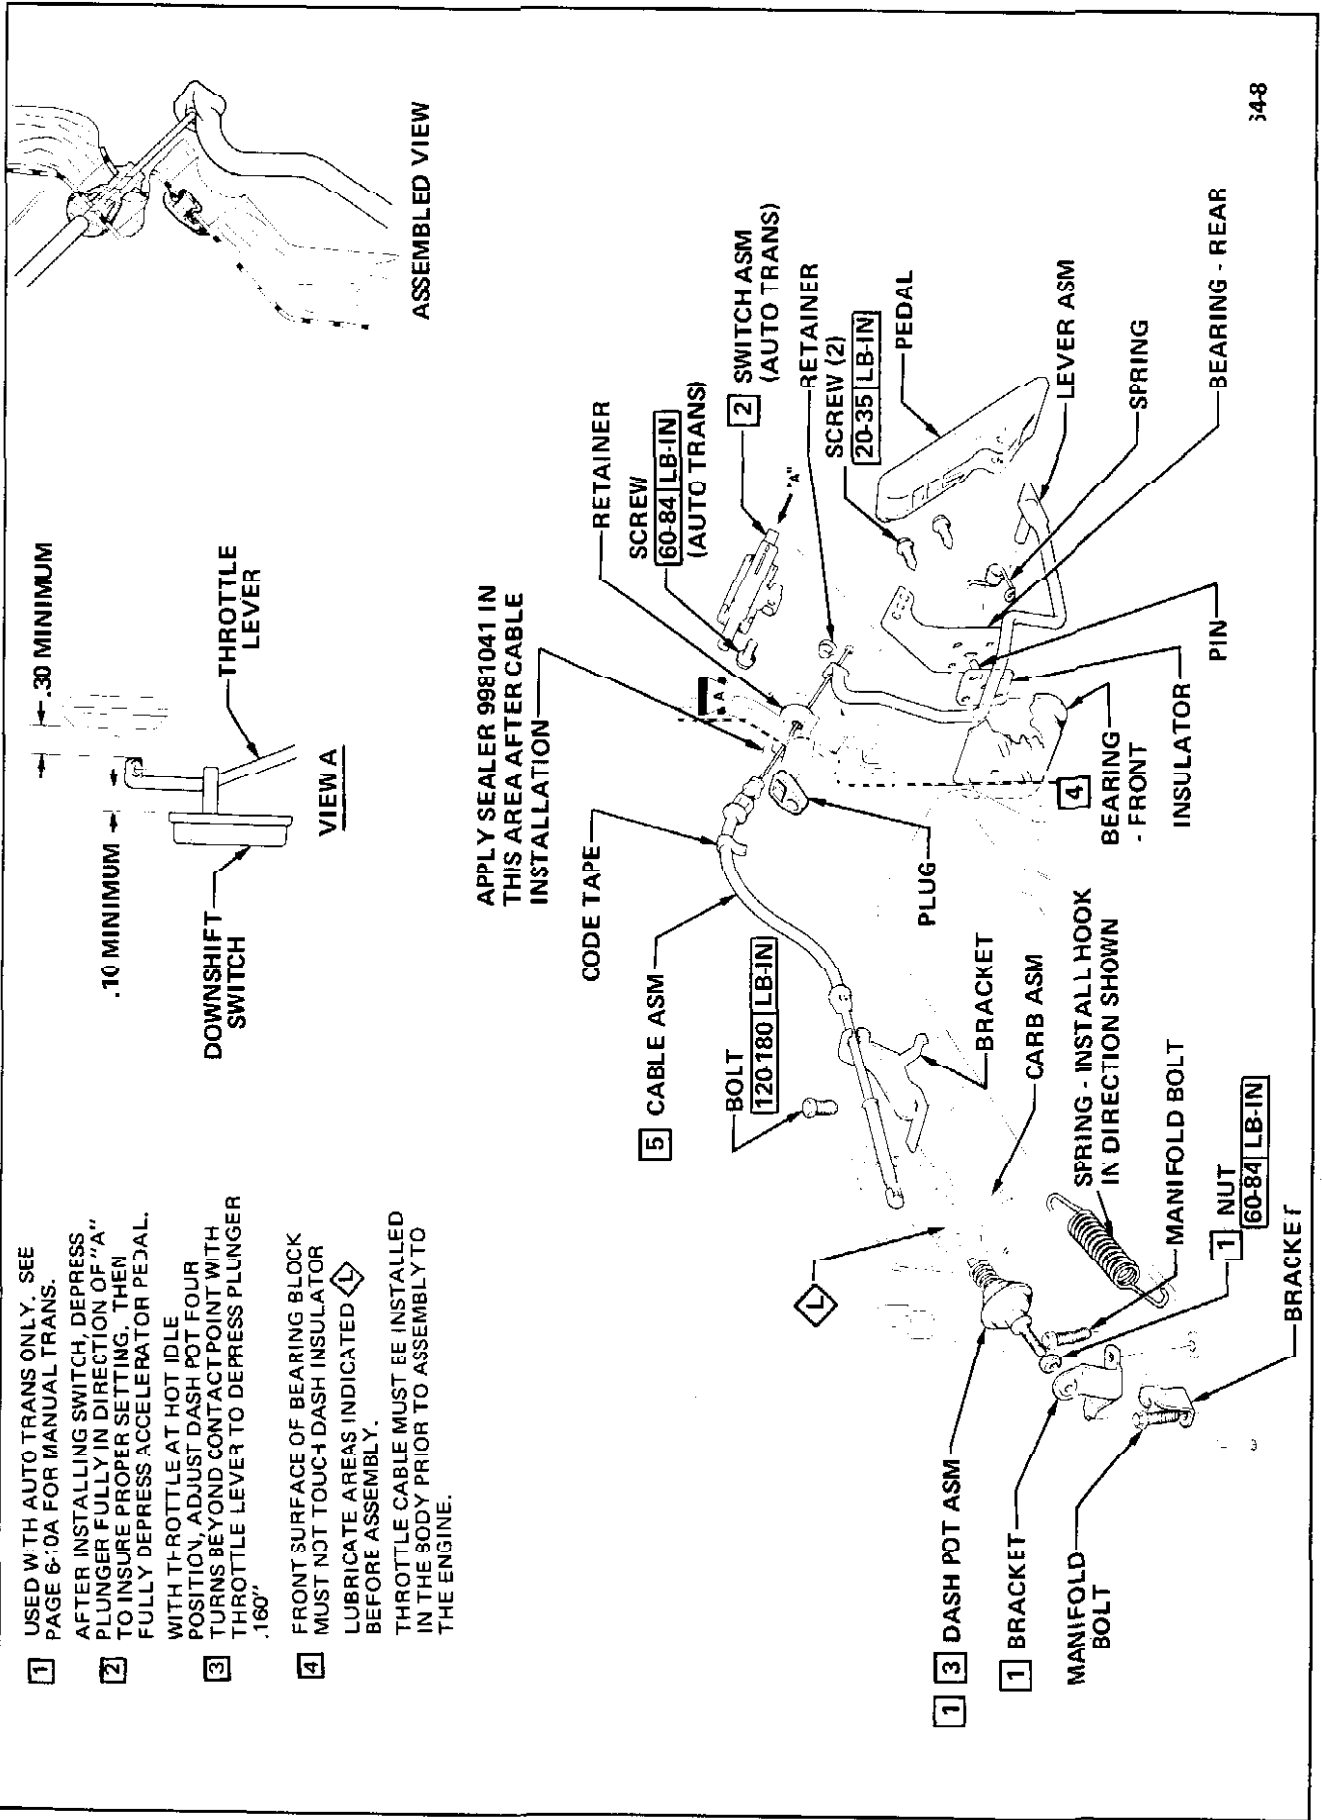 1 USED WITH AUTO TRANS ONLY. SEE
PAGE 6-10A FOR MANUAL TRANS.
2 AFTER INSTALLING SWITCH, DEPRESS
PLUNGER FULLY IN DIRECTION OF "A"
TO INSURE PROPER SETTING, THEN
FULLY DEPRESS ACCELERATOR PEDAL.
3 WITH THROTTLE AT HOT IDLE
POSITION, ADJUST DASH POT FOUR
TURNS BEYOND CONTACT POINT WITH
THROTTLE LEVER TO DEPRESS PLUNGER
.160"
4 FRONT SURFACE OF BEARING BLOCK
MUST NOT TOUCH DASH INSULATOR
LUBRICATE AREAS INDICATED L
BEFORE ASSEMBLY.
THROTTLE CABLE MUST BE INSTALLED
IN THE BODY PRIOR TO ASSEMBLY TO
THE ENGINE.
.10 MINIMUM
.30 MINIMUM
DOWNSHIFT
SWITCH
THROTTLE
LEVER
VIEW A
ASSEMBLED VIEW
APPLY SEALER 9981041 IN
THIS AREA AFTER CABLE
INSTALLATION
CODE TAPE
RETAINER
SCREW
60-84 LB-IN
(AUTO TRANS)
2 SWITCH ASM
(AUTO TRANS)
"A"
A
RETAINER
SCREW (2)
20-35 LB-IN
PEDAL
LEVER ASM
SPRING
BEARING - REAR
PIN
INSULATOR
4
BEARING
- FRONT
PLUG
5 CABLE ASM
BOLT
120-180 LB-IN
BRACKET
CARB ASM
SPRING - INSTALL HOOK
IN DIRECTION SHOWN
MANIFOLD BOLT
1 NUT
60-84 LB-IN
BRACKET
L
1 3 DASH POT ASM
1 BRACKET
MANIFOLD
BOLT